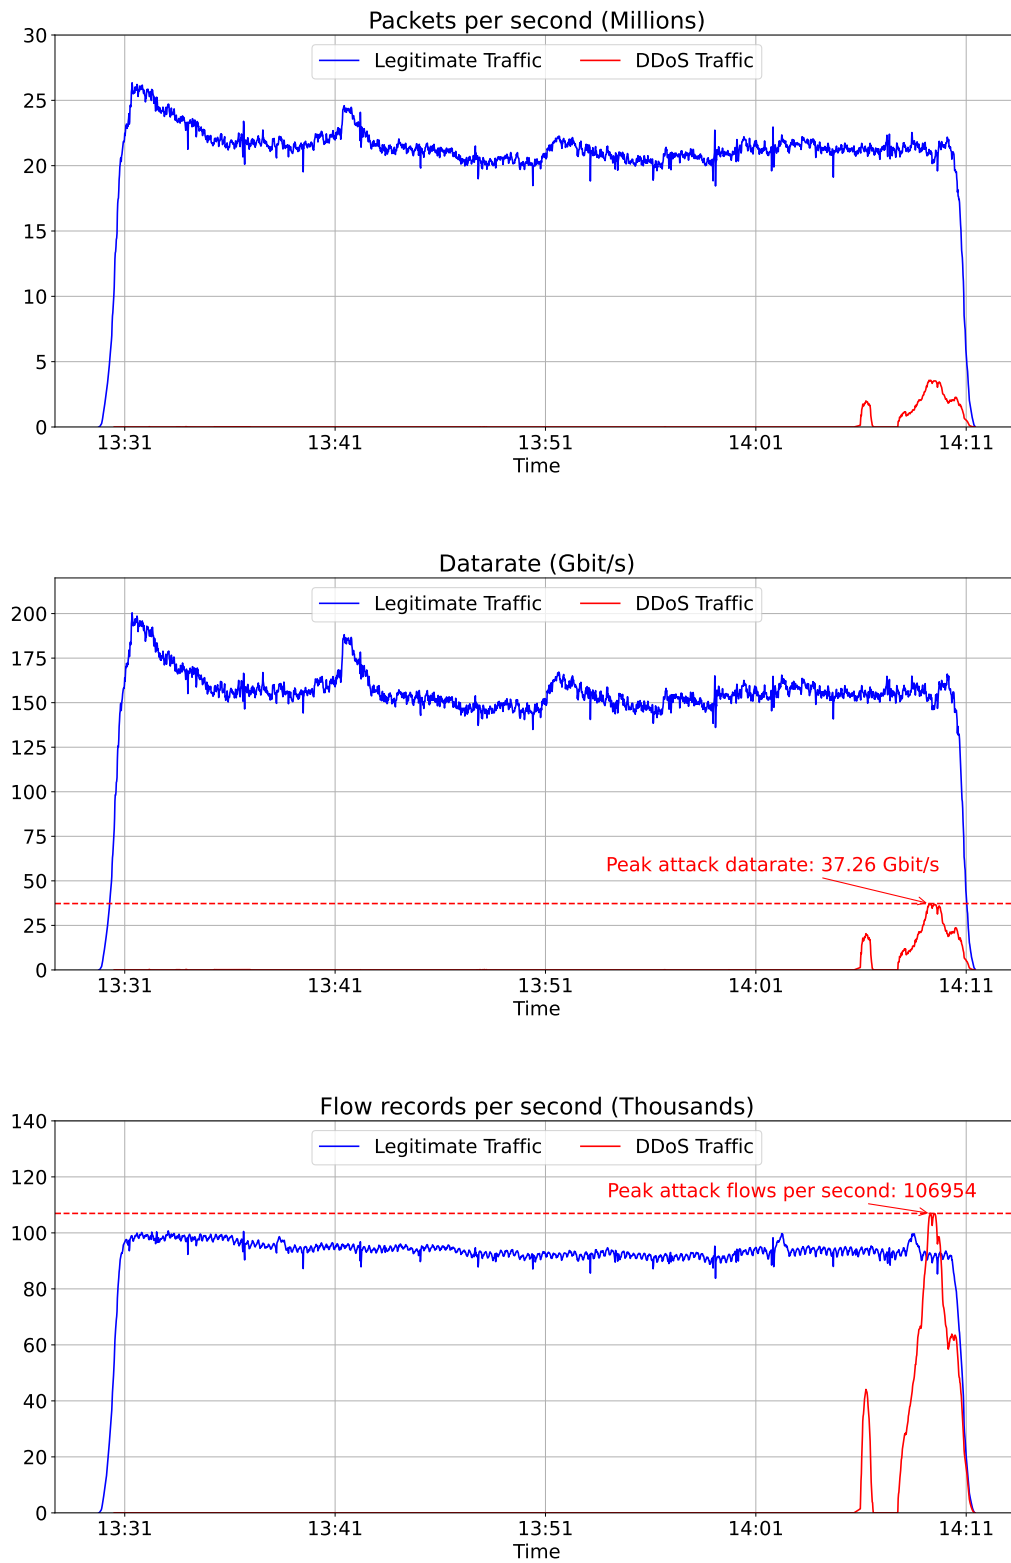 Packets per second (Millions)
Legitimate Traffic DDoS Traffic
30
25
20
15
10
5
0
13:31 13:41 13:51 14:01 14:11
Time
Datarate (Gbit/s)
Legitimate Traffic DDoS Traffic
200
175
150
125
100
75
Peak attack datarate: 37.26 Gbit/s
50
25
0
13:31 13:41 13:51 14:01 14:11
Time
Flow records per second (Thousands)
140
Legitimate Traffic DDoS Traffic
120
Peak attack flows per second: 106954
100
80
60
40
20
0
13:31 13:41 13:51 14:01 14:11
Time